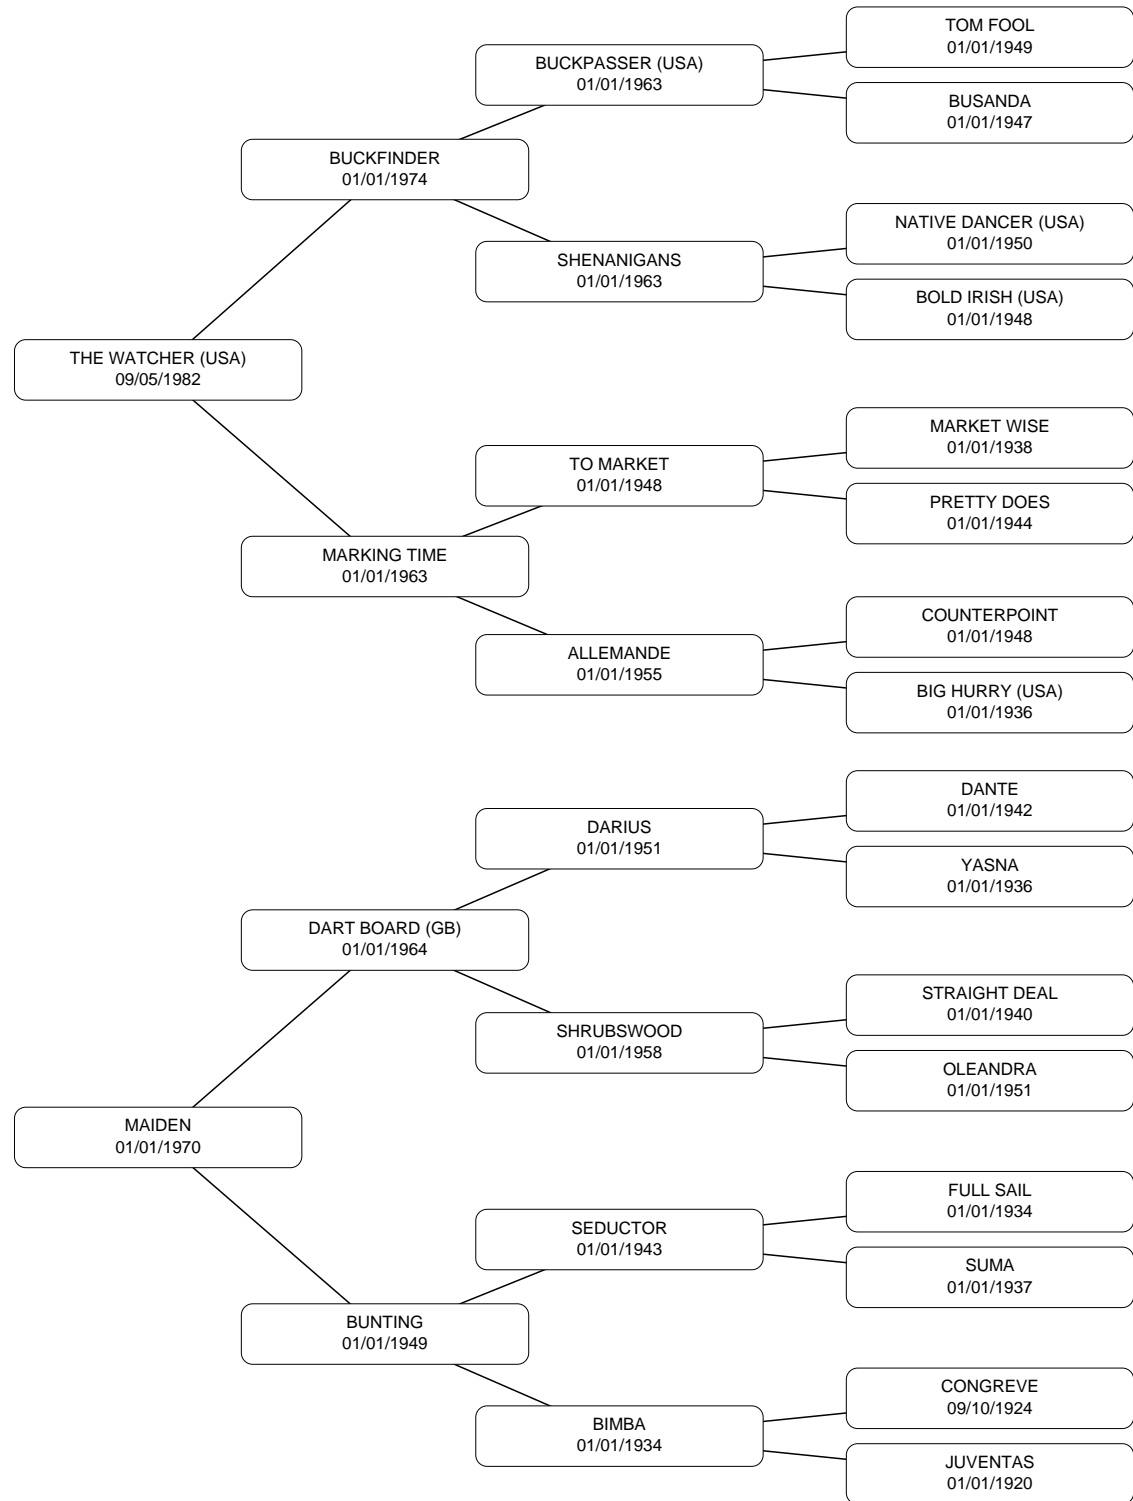 TOM FOOL
01/01/1949
BUCKPASSER (USA)
01/01/1963
BUSANDA
01/01/1947
BUCKFINDER
01/01/1974
NATIVE DANCER (USA)
01/01/1950
SHENANIGANS
01/01/1963
BOLD IRISH (USA)
01/01/1948
THE WATCHER (USA)
09/05/1982
MARKET WISE
01/01/1938
TO MARKET
01/01/1948
PRETTY DOES
01/01/1944
MARKING TIME
01/01/1963
COUNTERPOINT
01/01/1948
ALLEMANDE
01/01/1955
BIG HURRY (USA)
01/01/1936
DANTE
01/01/1942
DARIUS
01/01/1951
YASNA
01/01/1936
DART BOARD (GB)
01/01/1964
STRAIGHT DEAL
01/01/1940
SHRUBSWOOD
01/01/1958
OLEANDRA
01/01/1951
MAIDEN
01/01/1970
FULL SAIL
01/01/1934
SEDUCTOR
01/01/1943
SUMA
01/01/1937
BUNTING
01/01/1949
CONGREVE
09/10/1924
BIMBA
01/01/1934
JUVENTAS
01/01/1920